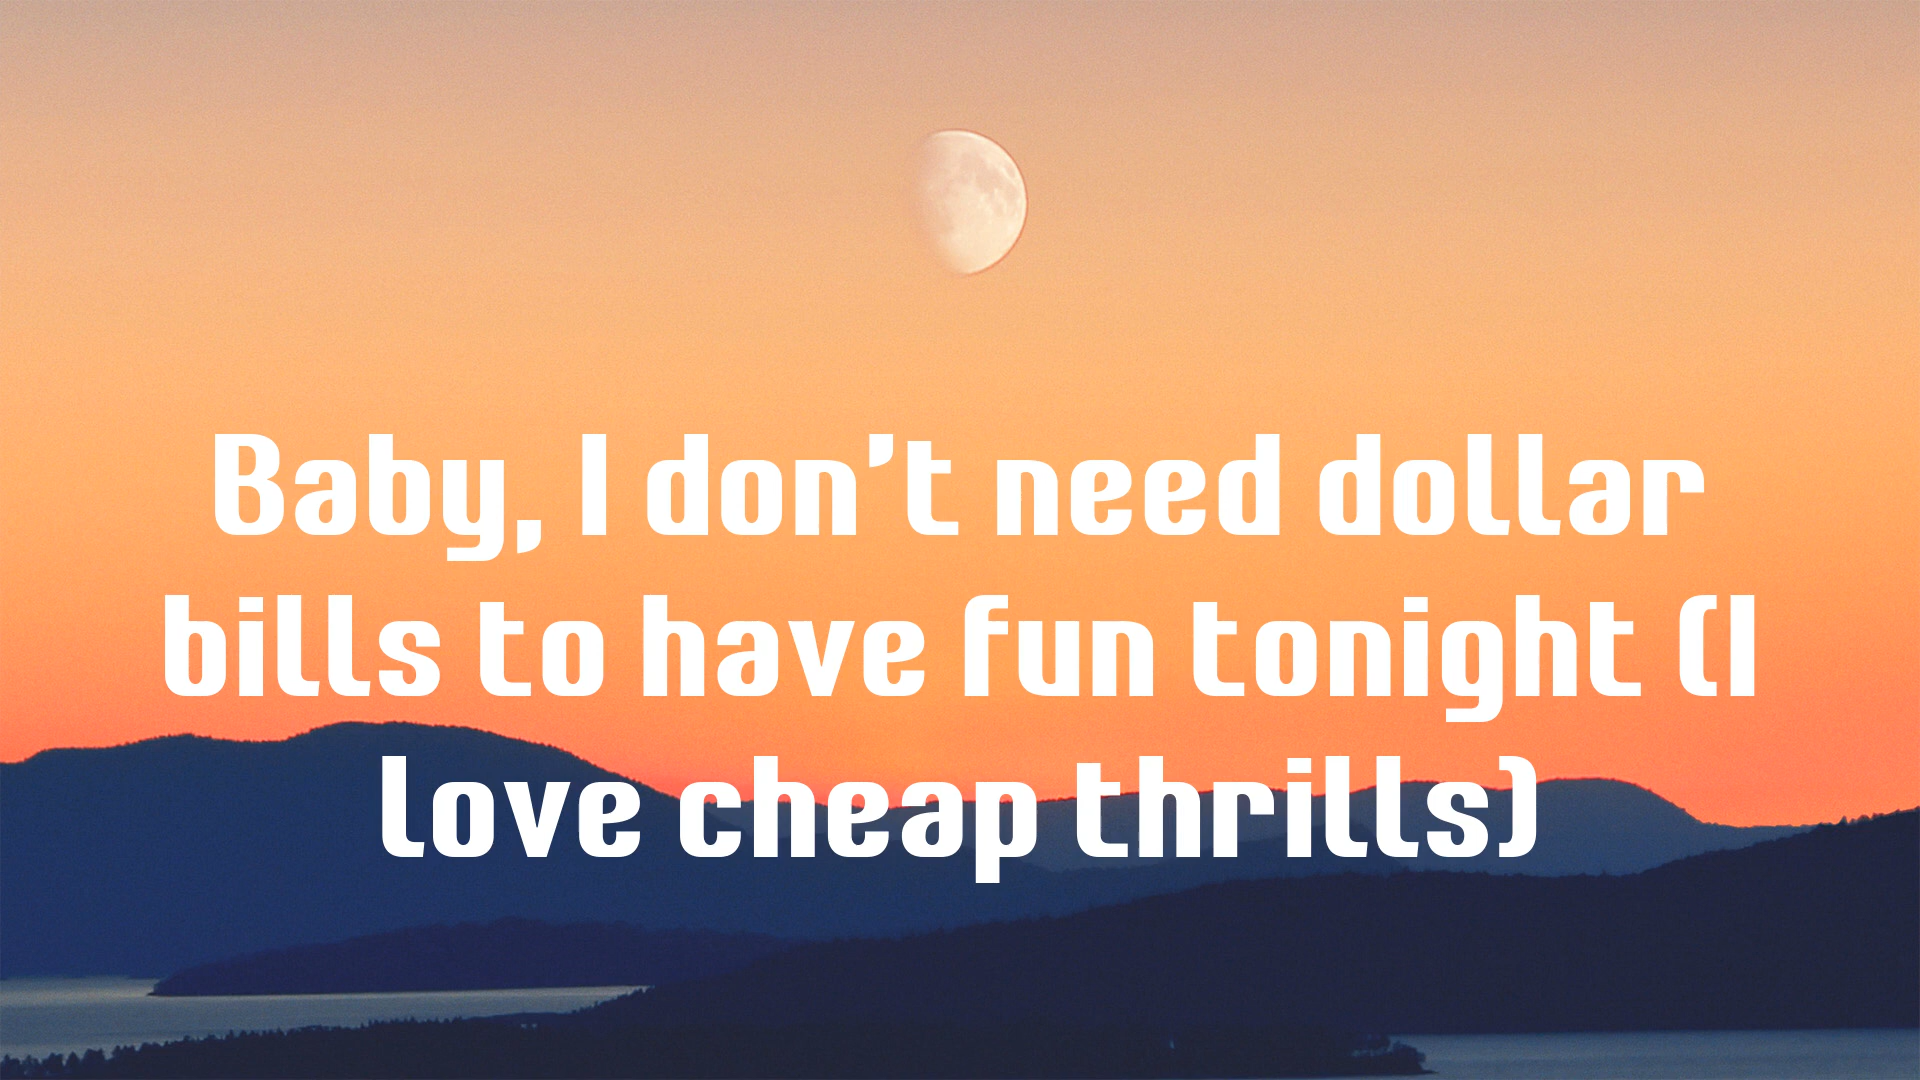 Baby, I don't need dollar
bills to have fun tonight (I
love cheap thrills)